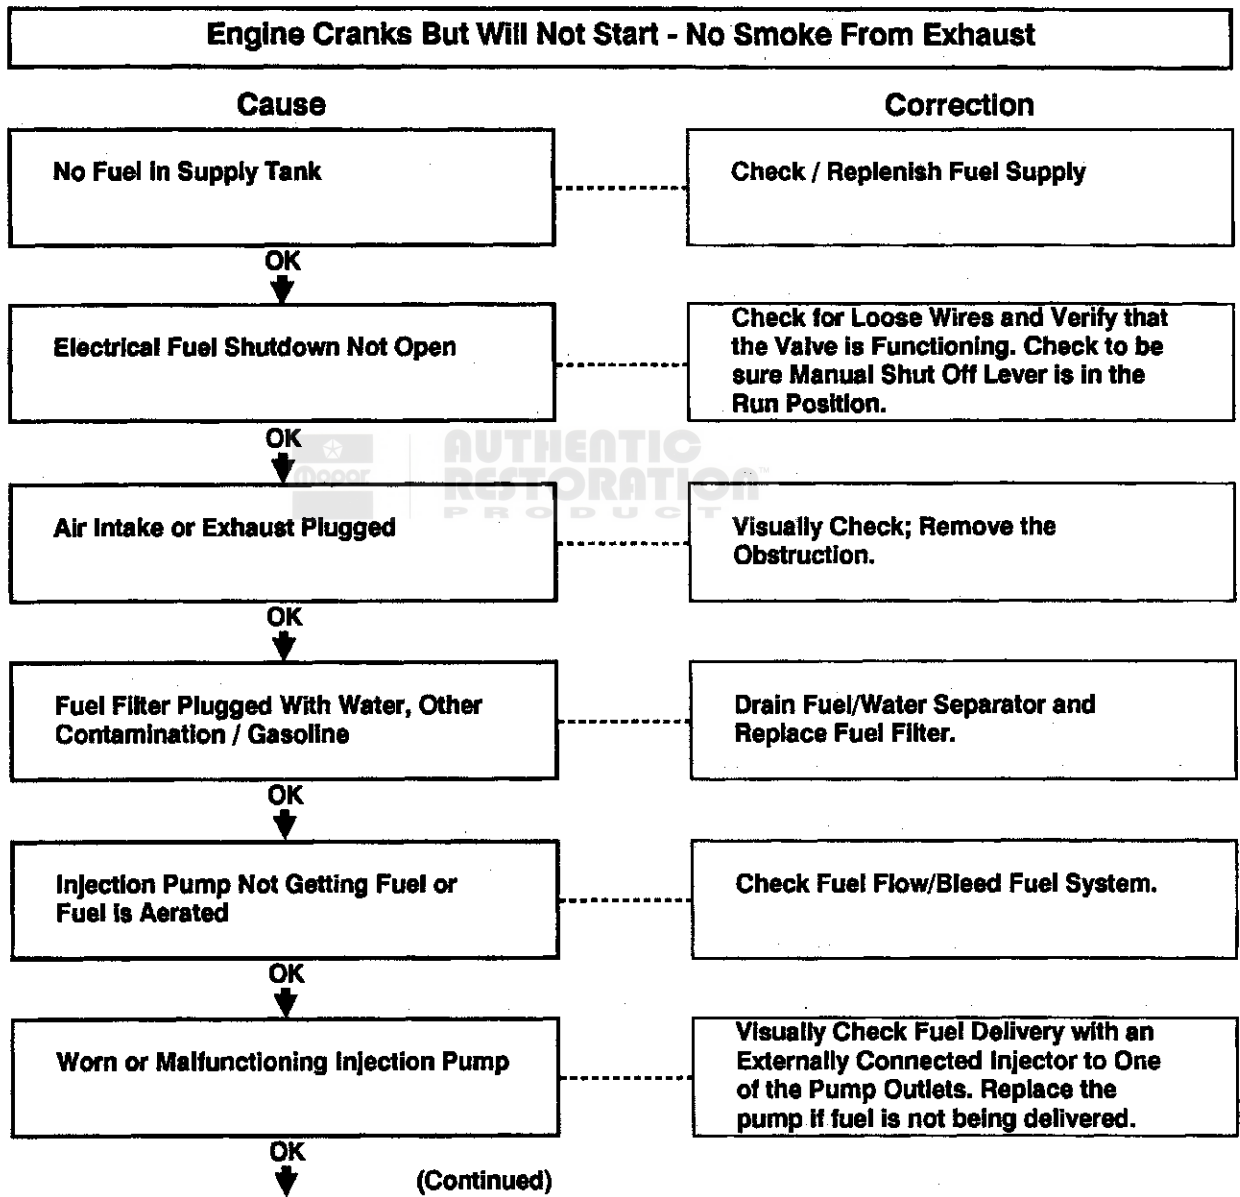 Engine Cranks But Will Not Start - No Smoke From Exhaust
Cause
Correction
No Fuel in Supply Tank
Check / Replenish Fuel Supply
OK
Electrical Fuel Shutdown Not Open
Check for Loose Wires and Verify that
the Valve is Functioning. Check to be
sure Manual Shut Off Lever is in the
Run Position.
OK
Mopar
AUTHENTIC
RESTORATION™
PRODUCT
Air Intake or Exhaust Plugged
Visually Check; Remove the
Obstruction.
OK
Fuel Filter Plugged With Water, Other
Contamination / Gasoline
Drain Fuel/Water Separator and
Replace Fuel Filter.
OK
Injection Pump Not Getting Fuel or
Fuel is Aerated
Check Fuel Flow/Bleed Fuel System.
OK
Worn or Malfunctioning Injection Pump
Visually Check Fuel Delivery with an
Externally Connected Injector to One
of the Pump Outlets. Replace the
pump if fuel is not being delivered.
OK
(Continued)